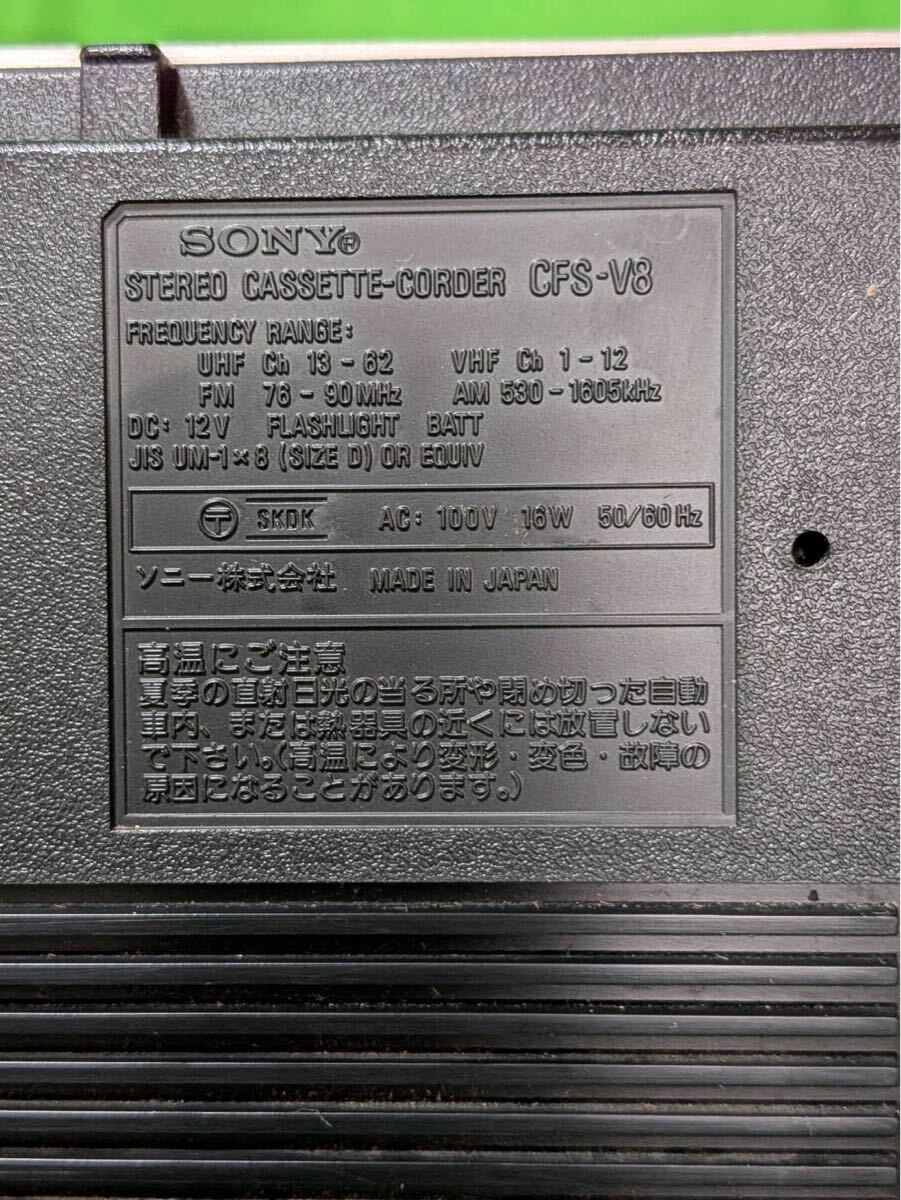 SONY®
STEREO CASSETTE-CORDER CFS-V8
FREQUENCY RANGE:
UHF Ch 13-62 VHF Ch 1-12
FM 76-90MHz AM 530-1605kHz
DC: 12V FLASHLIGHT BATT
JIS UM-1×8 (SIZE D) OR EQUIV
〶 SKDK AC: 100V 16W 50/60Hz
ソニー株式会社 MADE IN JAPAN
高温にご注意
夏季の直射日光の当る所や閉め切った自動
車内、または熱器具の近くには放置しない
で下さい。(高温により変形・変色・故障の
原因になることがあります。)